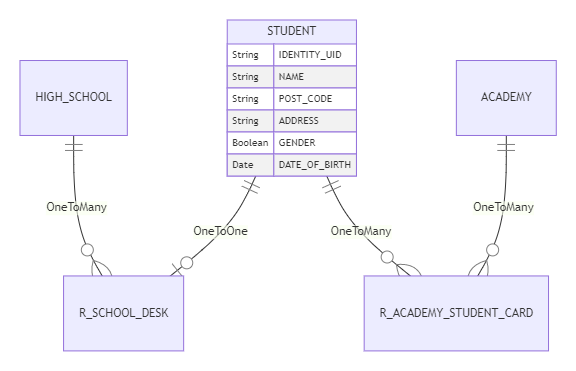 STUDENT
String IDENTITY_UID
String NAME
String POST_CODE
String ADDRESS
Boolean GENDER
Date DATE_OF_BIRTH
HIGH_SCHOOL
ACADEMY
OneToMany
OneToOne
OneToMany
OneToMany
R_SCHOOL_DESK
R_ACADEMY_STUDENT_CARD